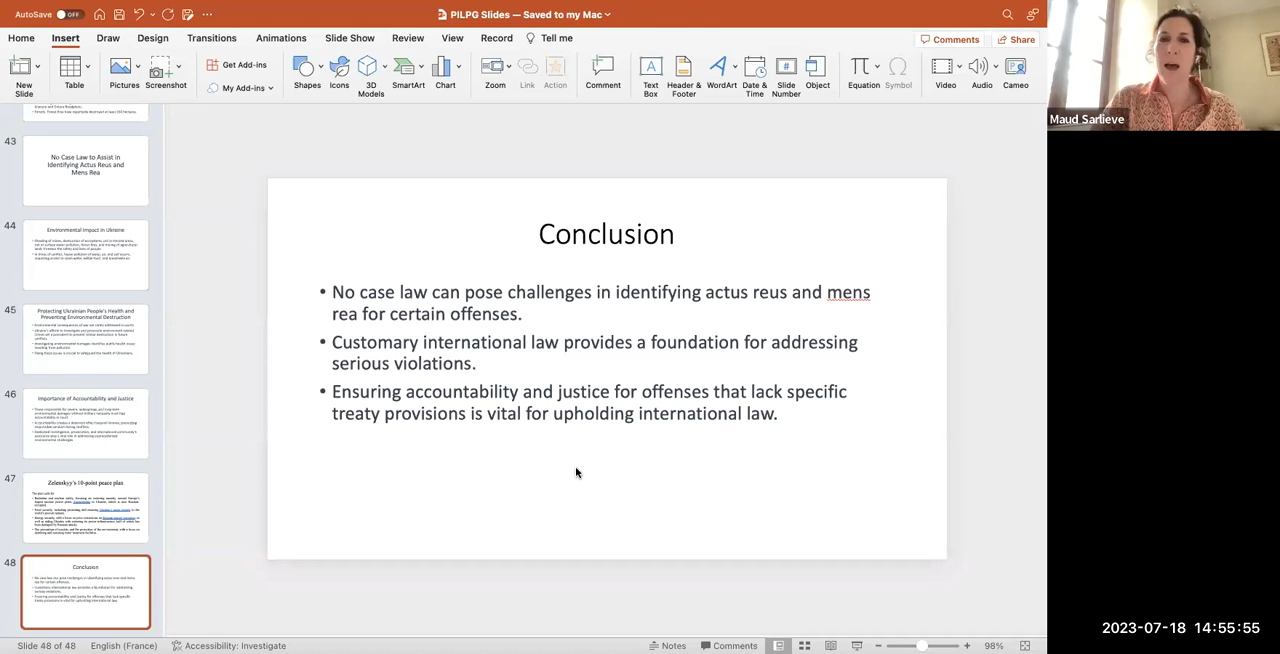 AutoSave OFF PILPG Slides — Saved to my Mac
Home Insert Draw Design Transitions Animations Slide Show Review View Record Tell me Comments Share
New Slide
Table
Pictures
Screenshot
Get Add-ins
My Add-ins
Shapes
Icons
3D Models
SmartArt
Chart
Zoom
Link
Action
Comment
Text Box
Header & Footer
WordArt
Date & Time
Slide Number
Object
Equation
Symbol
Video
Audio
Cameo
Maud Sarlieve
43
No Case Law to Assist in
Identifying Actus Reus and
Mens Rea
44
Environmental Impact in Ukraine
45
Protecting Ukrainian People's Health and
Preventing Environmental Destruction
46
Importance of Accountability and Justice
47
Zelenskyy's 10-point peace plan
48
Conclusion
Conclusion
• No case law can pose challenges in identifying actus reus and mens
rea for certain offenses.
• Customary international law provides a foundation for addressing
serious violations.
• Ensuring accountability and justice for offenses that lack specific
treaty provisions is vital for upholding international law.
2023-07-18 14:55:55
Slide 48 of 48 English (France) Accessibility: Investigate Notes Comments 98%